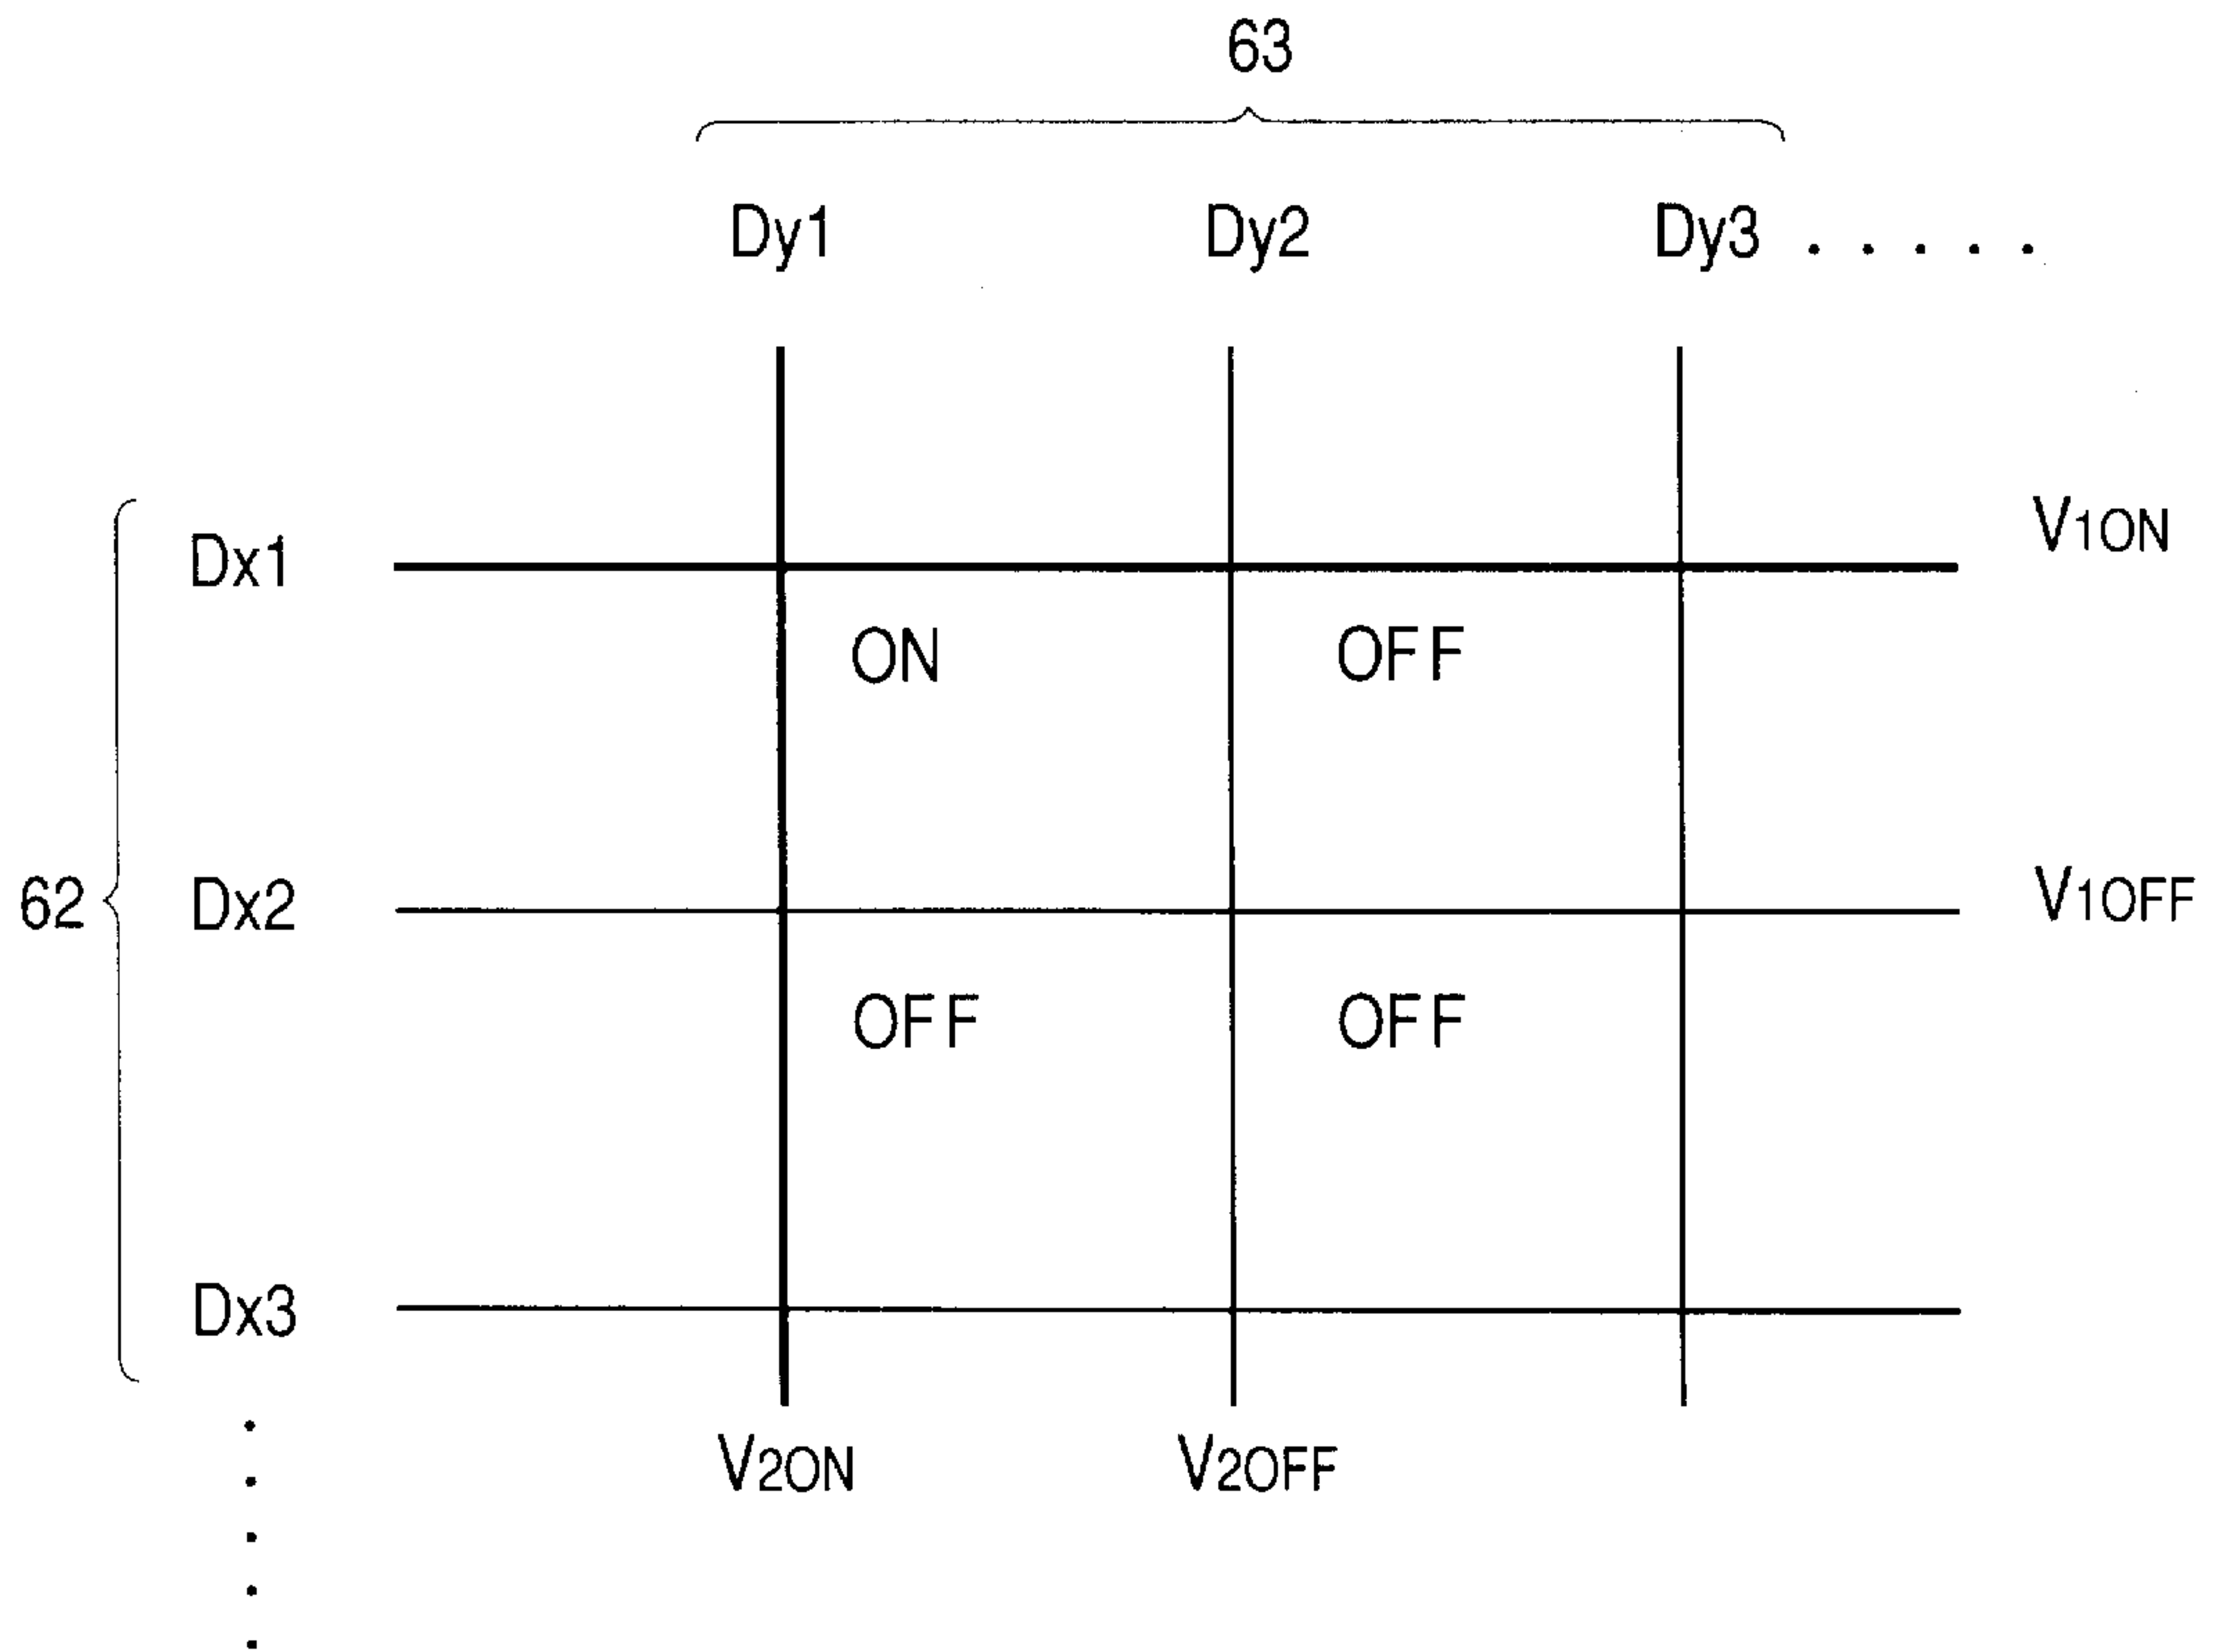 63
Dy1 Dy2 Dy3 . . . . .
Dx1 V1ON
ON OFF
62 Dx2 V1OFF
OFF OFF
Dx3
V2ON V2OFF